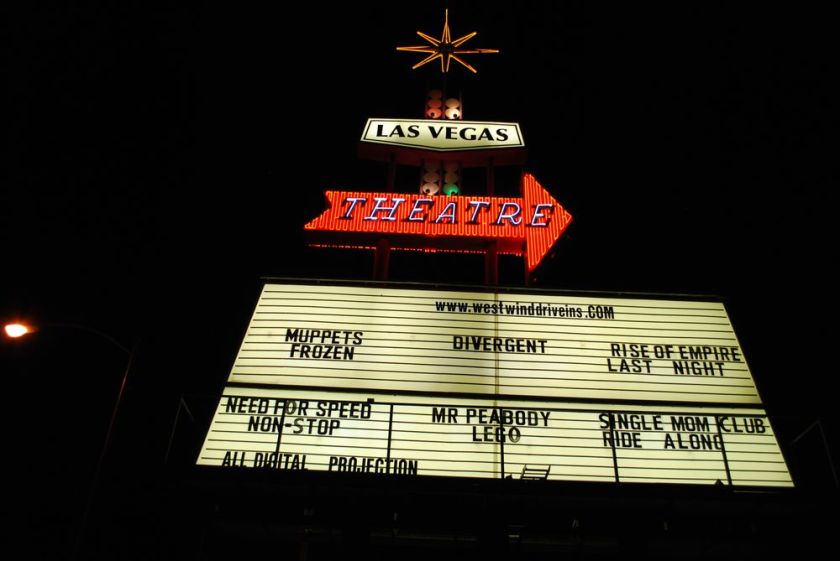 LAS VEGAS
THEATRE
www.westwinddriveins.COM
MUPPETS
FROZEN
DIVERGENT
RISE OF EMPIRE
LAST NIGHT
NEED FOR SPEED
NON-STOP
MR PEABODY
LEGO
SINGLE MOM CLUB
RIDE ALONG
ALL DIGITAL PROJECTION